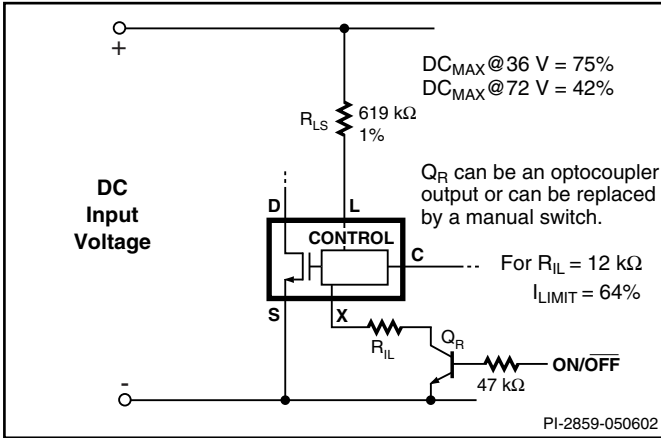 +
DC_MAX@36 V = 75%
DC_MAX@72 V = 42%
R_LS
619 kΩ
1%
Q_R can be an optocoupler
output or can be replaced
by a manual switch.
DC
Input
Voltage
D
L
CONTROL
C
For R_IL = 12 kΩ
I_LIMIT = 64%
S
X
R_IL
Q_R
47 kΩ
ON/O̅F̅F̅
-
PI-2859-050602